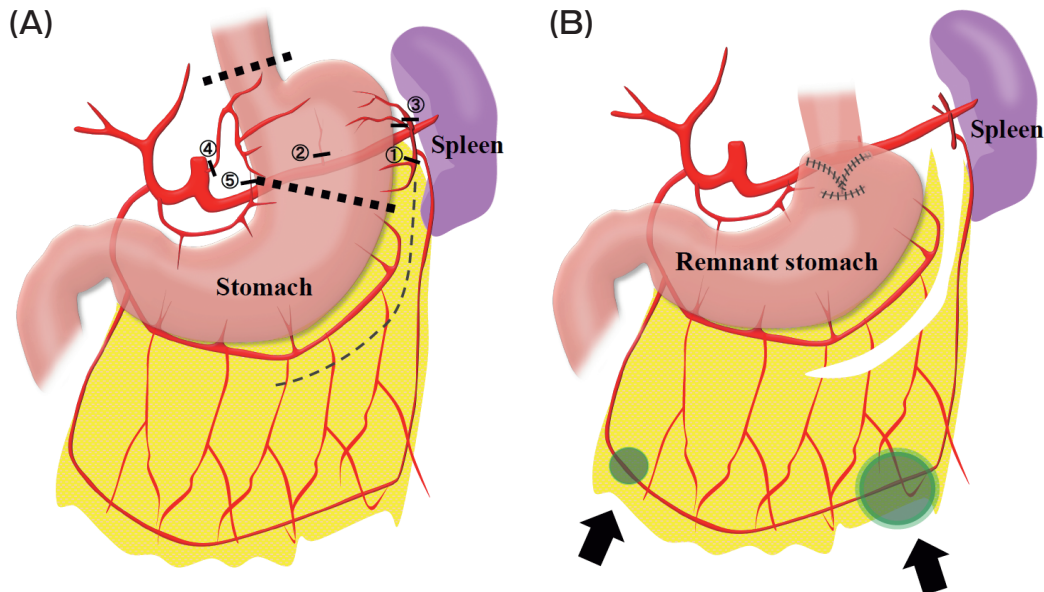 (A)
(B)
③
Spleen
④
②
①
⑤
Stomach
Spleen
Remnant stomach